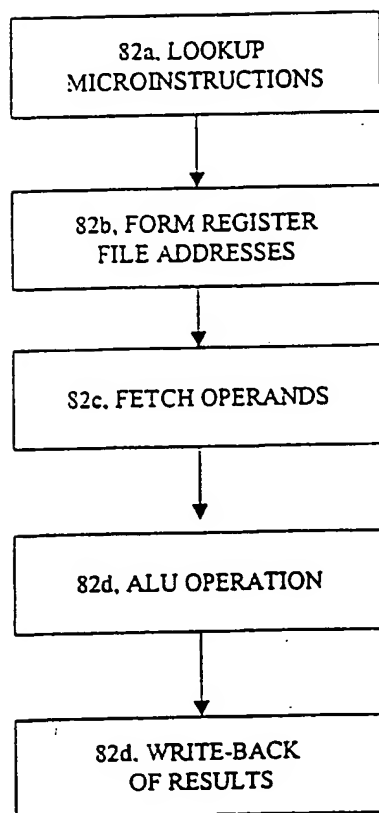 82a. LOOKUP
MICROINSTRUCTIONS
82b, FORM REGISTER
FILE ADDRESSES
82c. FETCH OPERANDS
82d, ALU OPERATION
82d. WRITE-BACK
OF RESULTS